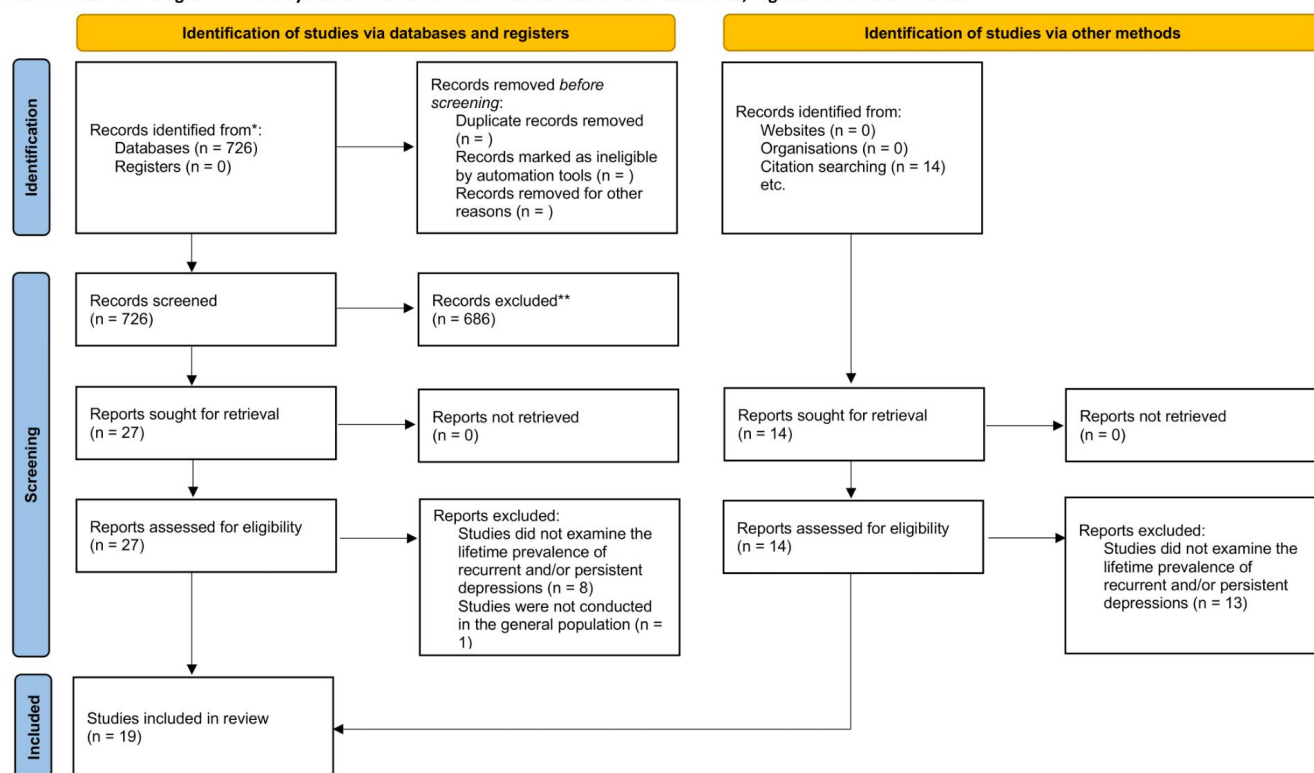 Identification of studies via databases and registers
Identification of studies via other methods
Identification
Records identified from*:
Databases (n = 726)
Registers (n = 0)
Records removed before
screening:
Duplicate records removed
(n = )
Records marked as ineligible
by automation tools (n = )
Records removed for other
reasons (n = )
Records identified from:
Websites (n = 0)
Organisations (n = 0)
Citation searching (n = 14)
etc.
Screening
Records screened
(n = 726)
Records excluded**
(n = 686)
Reports sought for retrieval
(n = 27)
Reports not retrieved
(n = 0)
Reports sought for retrieval
(n = 14)
Reports not retrieved
(n = 0)
Reports assessed for eligibility
(n = 27)
Reports excluded:
Studies did not examine the
lifetime prevalence of
recurrent and/or persistent
depressions (n = 8)
Studies were not conducted
in the general population (n =
1)
Reports assessed for eligibility
(n = 14)
Reports excluded:
Studies did not examine the
lifetime prevalence of
recurrent and/or persistent
depressions (n = 13)
Included
Studies included in review
(n = 19)